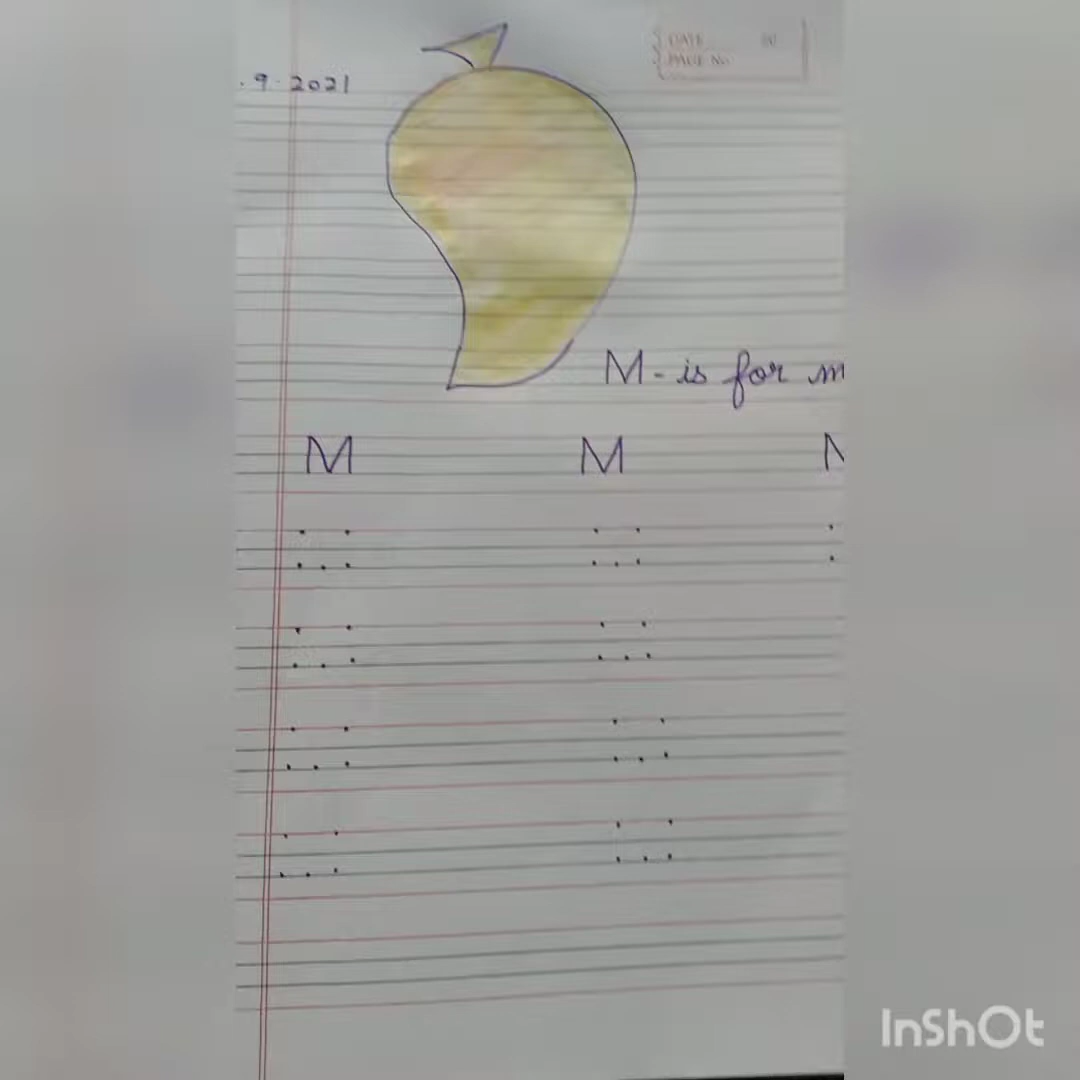 DATE
PAGE No
.9.2021
M - is for m
M M
InShOt